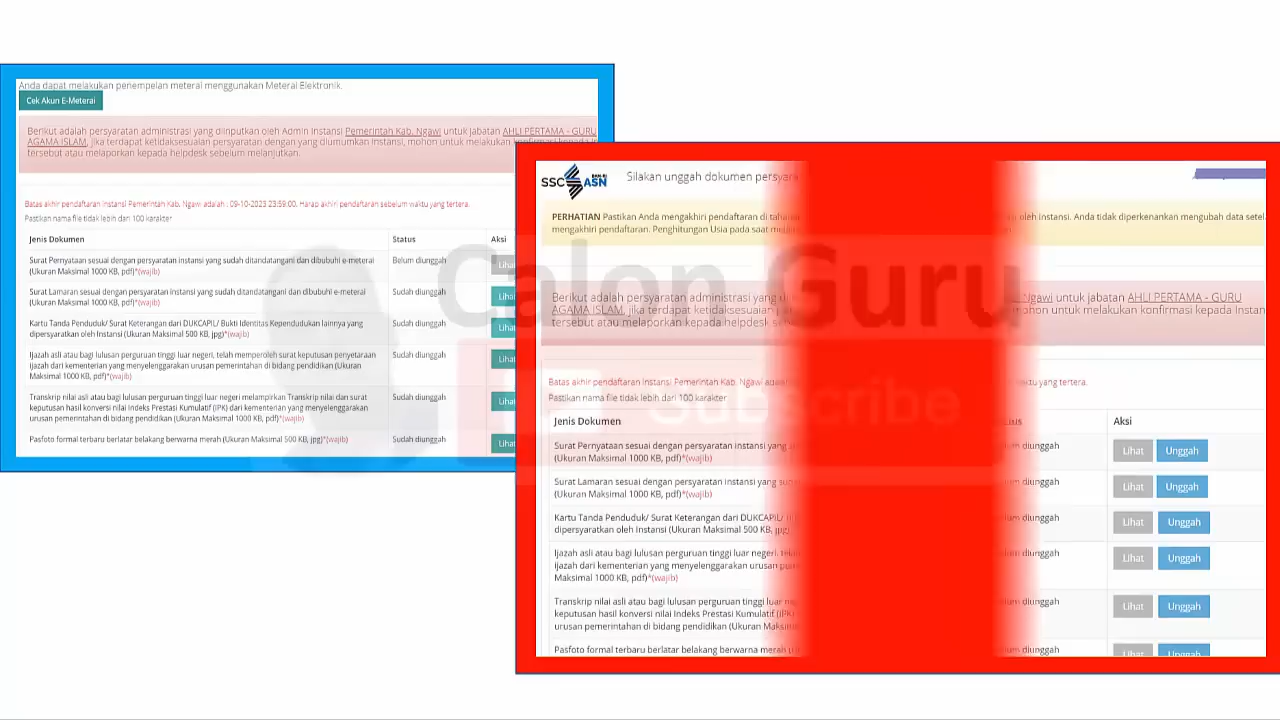 Anda dapat melakukan penempelan meterai menggunakan Meterai Elektronik.
Cek Akun E-Meterai
Berikut adalah persyaratan administrasi yang diinputkan oleh Admin Instansi Pemerintah Kab. Ngawi untuk jabatan AHLI PERTAMA - GURU
AGAMA ISLAM, jika terdapat ketidaksesuaian persyaratan dengan yang diumumkan instansi, mohon untuk melakukan konfirmasi kepada
tersebut atau melaporkan kepada helpdesk sebelum melanjutkan.
Batas akhir pendaftaran Instansi Pemerintah Kab. Ngawi adalah : 09-10-2023 23:59:00. Harap akhiri pendaftaran sebelum waktu yang tertera.
Pastikan nama file tidak lebih dari 100 karakter
Jenis Dokumen Status Aksi
Surat Pernyataan sesuai dengan persyaratan instansi yang sudah ditandatangani dan dibubuhi e-meterai Belum diunggah
(Ukuran Maksimal 1000 KB, pdf)*(wajib)
Surat Lamaran sesuai dengan persyaratan instansi yang sudah ditandatangani dan dibubuhi e-meterai Sudah diunggah
(Ukuran Maksimal 1000 KB, pdf)*(wajib)
Kartu Tanda Penduduk/ Surat Keterangan dari DUKCAPIL/ Bukti Identitas Kependudukan lainnya yang Sudah diunggah
dipersyaratkan oleh Instansi (Ukuran Maksimal 500 KB, jpg)*(wajib)
Ijazah asli atau bagi lulusan perguruan tinggi luar negeri, telah memperoleh surat keputusan penyetaraan Sudah diunggah
ijazah dari kementerian yang menyelenggarakan urusan pemerintahan di bidang pendidikan (Ukuran
Maksimal 1000 KB, pdf)*(wajib)
Transkrip nilai asli atau bagi lulusan perguruan tinggi luar negeri melampirkan Transkrip nilai dan surat Sudah diunggah
keputusan hasil konversi nilai Indeks Prestasi Kumulatif (IPK) dari kementerian yang menyelenggarakan
urusan pemerintahan di bidang pendidikan (Ukuran Maksimal 1000 KB, pdf)*(wajib)
Pasfoto formal terbaru berlatar belakang berwarna merah (Ukuran Maksimal 500 KB, jpg)*(wajib) Sudah diunggah
Calon Guru
Subscribe
SSC ASN Silakan unggah dokumen
PERHATIAN Pastikan Anda mengakhiri pendaftaran di oleh instansi. Anda tidak diperkenankan mengubah data
mengakhiri pendaftaran. Penghitungan Usia pada saat
Berikut adalah persyaratan administrasi yang Ngawi untuk jabatan AHLI PERTAMA - GURU
AGAMA ISLAM, jika terdapat ketidaksesuaian mohon untuk melakukan konfirmasi kepada
tersebut atau melaporkan kepada helpdesk
Batas akhir pendaftaran Instansi Pemerintah Kab. Ngawi waktu yang tertera.
Pastikan nama file tidak lebih dari 100 karakter
Jenis Dokumen Aksi
Surat Pernyataan sesuai dengan persyaratan instansi yang diunggah Lihat Unggah
(Ukuran Maksimal 1000 KB, pdf)*(wajib)
Surat Lamaran sesuai dengan persyaratan instansi yang diunggah Lihat Unggah
(Ukuran Maksimal 1000 KB, pdf)*(wajib)
Kartu Tanda Penduduk/ Surat Keterangan dari DUKCAPIL/ diunggah Lihat Unggah
dipersyaratkan oleh Instansi (Ukuran Maksimal 500 KB, jpg)
Ijazah asli atau bagi lulusan perguruan tinggi luar negeri, diunggah Lihat Unggah
ijazah dari kementerian yang menyelenggarakan urusan
Maksimal 1000 KB, pdf)*(wajib)
Transkrip nilai asli atau bagi lulusan perguruan tinggi luar diunggah Lihat Unggah
keputusan hasil konversi nilai Indeks Prestasi Kumulatif (IPK)
urusan pemerintahan di bidang pendidikan (Ukuran
Pasfoto formal terbaru berlatar belakang berwarna merah diunggah Lihat Unggah